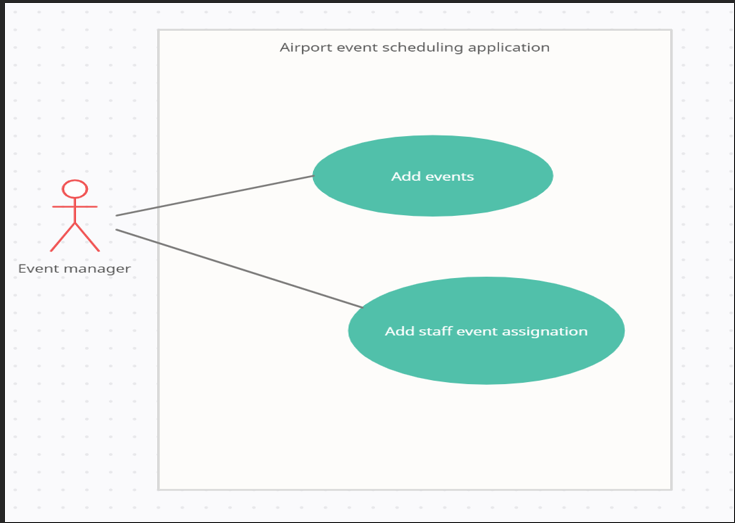 Airport event scheduling application
Add events
Event manager
Add staff event assignation